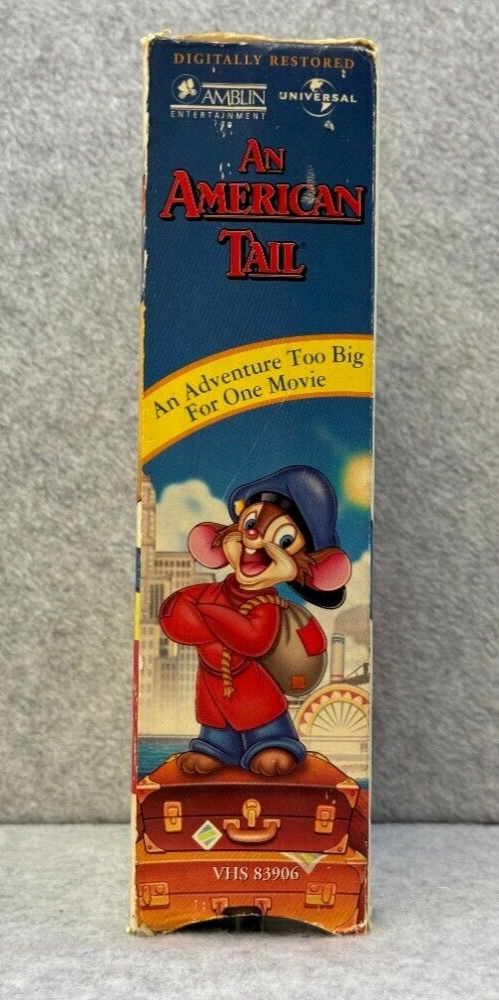 DIGITALLY RESTORED
AMBLIN
ENTERTAINMENT
UNIVERSAL
AN
AMERICAN
TAIL
An Adventure Too Big
For One Movie
VHS 83906